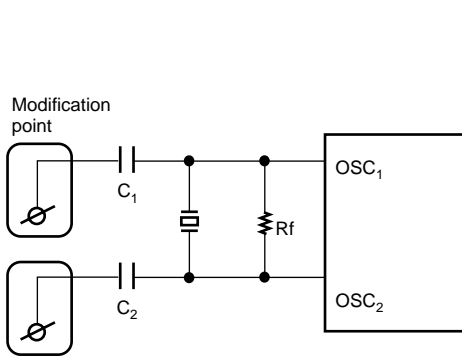 Modification
point
C1
OSC1
Rf
C2
OSC2